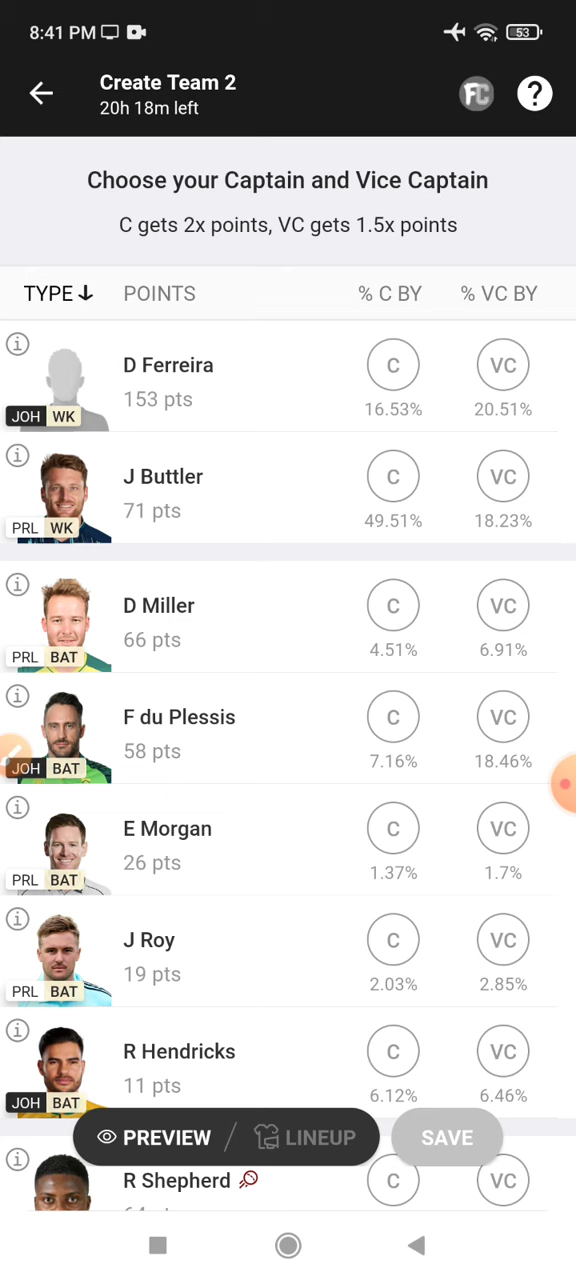 8:41 PM
53
Create Team 2
20h 18m left
FC
?
Choose your Captain and Vice Captain
C gets 2x points, VC gets 1.5x points
TYPE POINTS % C BY % VC BY
D Ferreira C VC
153 pts
JOH WK 16.53% 20.51%
J Buttler C VC
71 pts
PRL WK 49.51% 18.23%
D Miller C VC
66 pts
PRL BAT 4.51% 6.91%
F du Plessis C VC
58 pts
JOH BAT 7.16% 18.46%
E Morgan C VC
26 pts
PRL BAT 1.37% 1.7%
J Roy C VC
19 pts
PRL BAT 2.03% 2.85%
R Hendricks C VC
11 pts
JOH BAT 6.12% 6.46%
PREVIEW / LINEUP SAVE
R Shepherd C VC